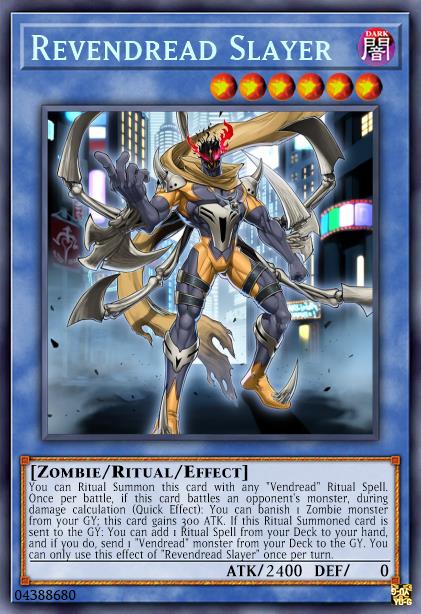 REVENDREAD SLAYER
DARK
闇
[ZOMBIE/RITUAL/EFFECT]
You can Ritual Summon this card with any "Vendread" Ritual Spell.
Once per battle, if this card battles an opponent's monster, during
damage calculation (Quick Effect): You can banish 1 Zombie monster
from your GY; this card gains 300 ATK. If this Ritual Summoned card is
sent to the GY: You can add 1 Ritual Spell from your Deck to your hand,
and if you do, send 1 "Vendread" monster from your Deck to the GY. You
can only use this effect of "Revendread Slayer" once per turn.
ATK/2400 DEF/ 0
04388680